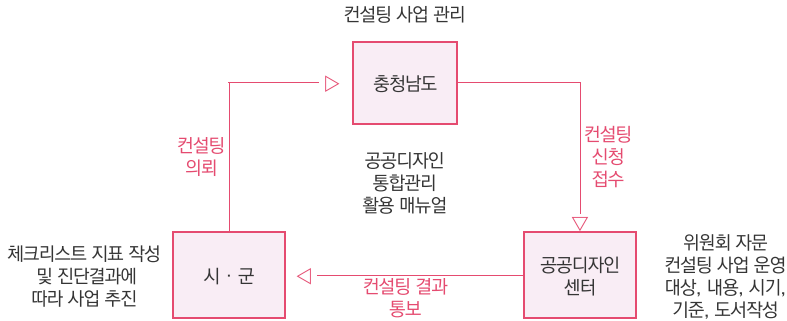 컨설팅 사업 관리
충청남도
컨설팅
의뢰
컨설팅
신청
접수
공공디자인
통합관리
활용 매뉴얼
체크리스트 지표 작성
및 진단결과에
따라 사업 추진
시 · 군
컨설팅 결과
통보
공공디자인
센터
위원회 자문
컨설팅 사업 운영
대상, 내용, 시기,
기준, 도서작성